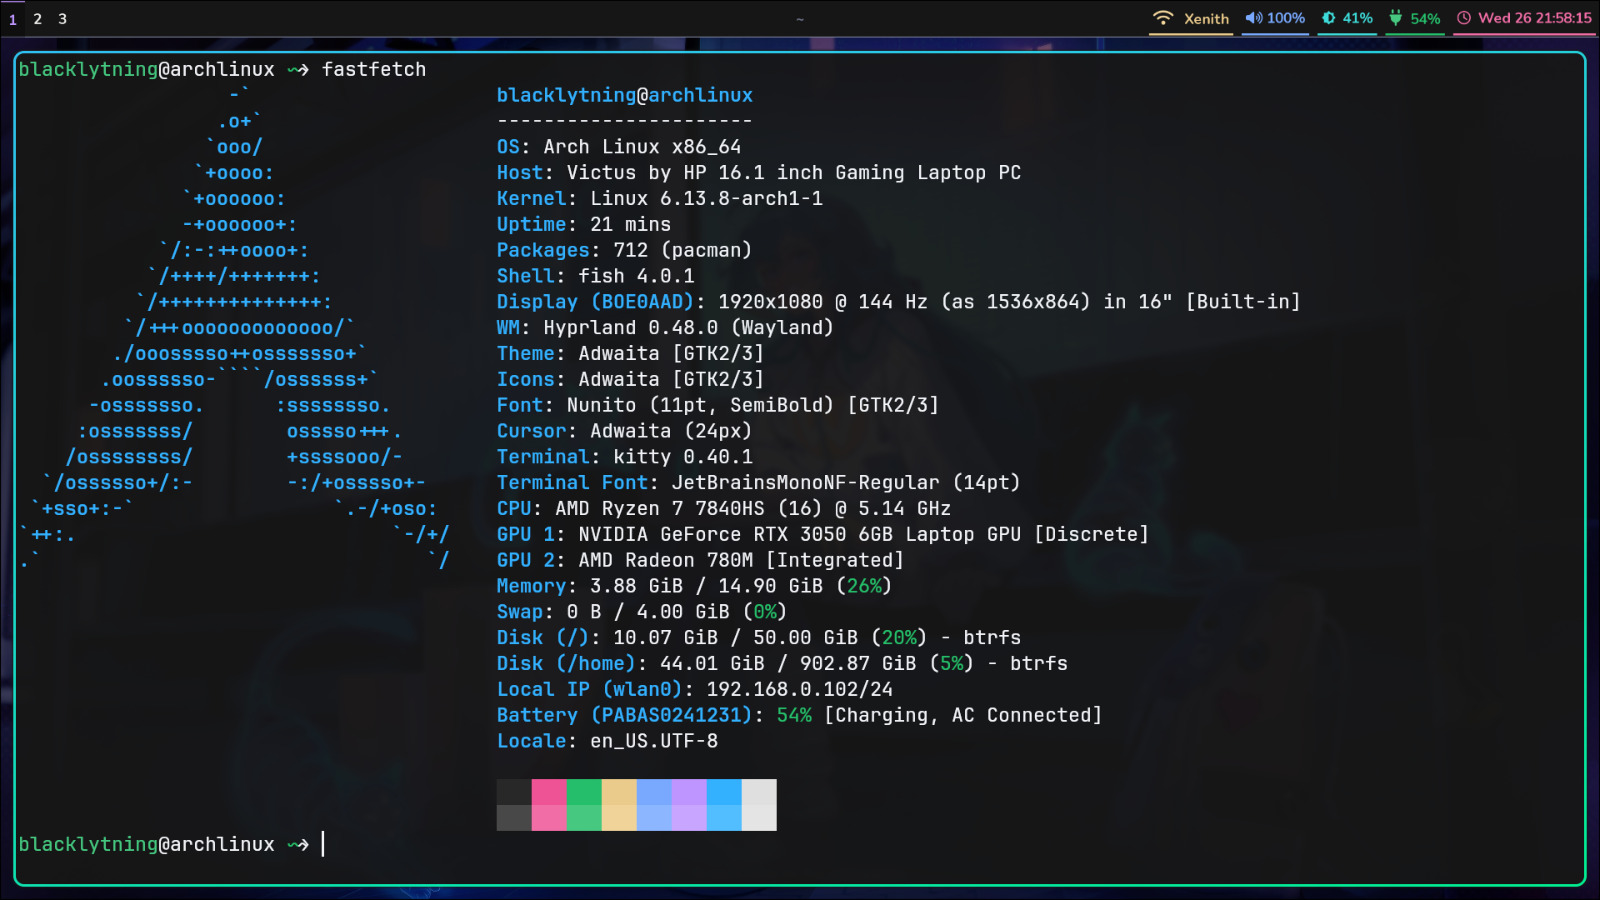 1 2 3 ~ Xenith 100% 41% 54% Wed 26 21:58:15
blacklytning@archlinux ~> fastfetch
-`
.o+`
`ooo/
`+oooo:
`+oooooo:
-+oooooo+:
`/:-:++oooo+:
`/++++/+++++++:
`/++++++++++++++:
`/+++ooooooooooooo/`
./ooosssso++osssssso+`
.oossssso-````/ossssss+`
-osssssso. :ssssssso.
:osssssss/ osssso+++.
/ossssssss/ +ssssooo/-
`/ossssso+/:- -:/+osssso+-
`+sso+:-` `.-/+oso:
`++:. `-/+/
.` `/
blacklytning@archlinux
----------------------
OS: Arch Linux x86_64
Host: Victus by HP 16.1 inch Gaming Laptop PC
Kernel: Linux 6.13.8-arch1-1
Uptime: 21 mins
Packages: 712 (pacman)
Shell: fish 4.0.1
Display (BOE0AAD): 1920x1080 @ 144 Hz (as 1536x864) in 16" [Built-in]
WM: Hyprland 0.48.0 (Wayland)
Theme: Adwaita [GTK2/3]
Icons: Adwaita [GTK2/3]
Font: Nunito (11pt, SemiBold) [GTK2/3]
Cursor: Adwaita (24px)
Terminal: kitty 0.40.1
Terminal Font: JetBrainsMonoNF-Regular (14pt)
CPU: AMD Ryzen 7 7840HS (16) @ 5.14 GHz
GPU 1: NVIDIA GeForce RTX 3050 6GB Laptop GPU [Discrete]
GPU 2: AMD Radeon 780M [Integrated]
Memory: 3.88 GiB / 14.90 GiB (26%)
Swap: 0 B / 4.00 GiB (0%)
Disk (/): 10.07 GiB / 50.00 GiB (20%) - btrfs
Disk (/home): 44.01 GiB / 902.87 GiB (5%) - btrfs
Local IP (wlan0): 192.168.0.102/24
Battery (PABAS0241231): 54% [Charging, AC Connected]
Locale: en_US.UTF-8
blacklytning@archlinux ~>